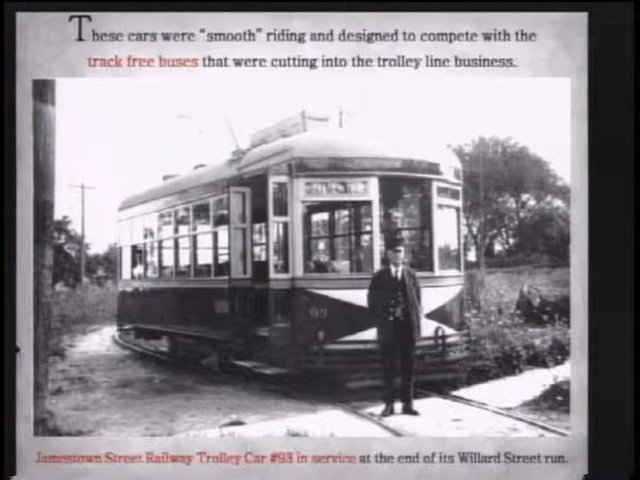 These cars were “smooth” riding and designed to compete with the
track free buses that were cutting into the trolley line business.
93
Jamestown Street Railway Trolley Car #93 in service at the end of its Willard Street run.